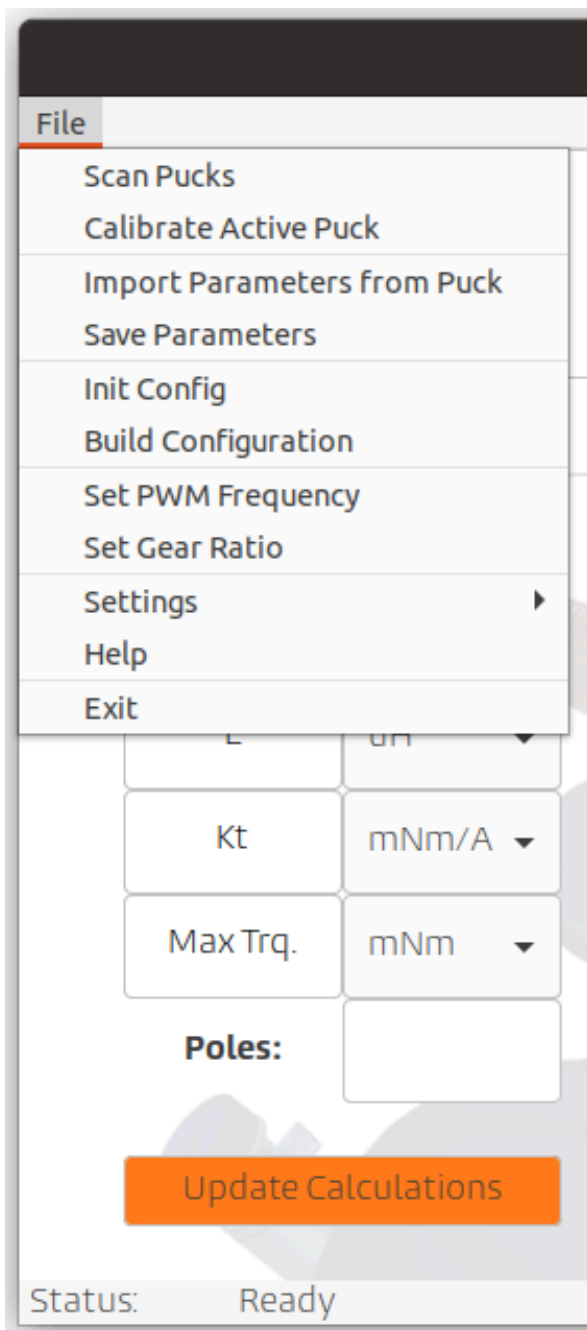 File
Scan Pucks
Calibrate Active Puck
Import Parameters from Puck
Save Parameters
Init Config
Build Configuration
Set PWM Frequency
Set Gear Ratio
Settings
Help
Exit
Kt mNm/A
Max Trq. mNm
Poles:
Update Calculations
Status: Ready